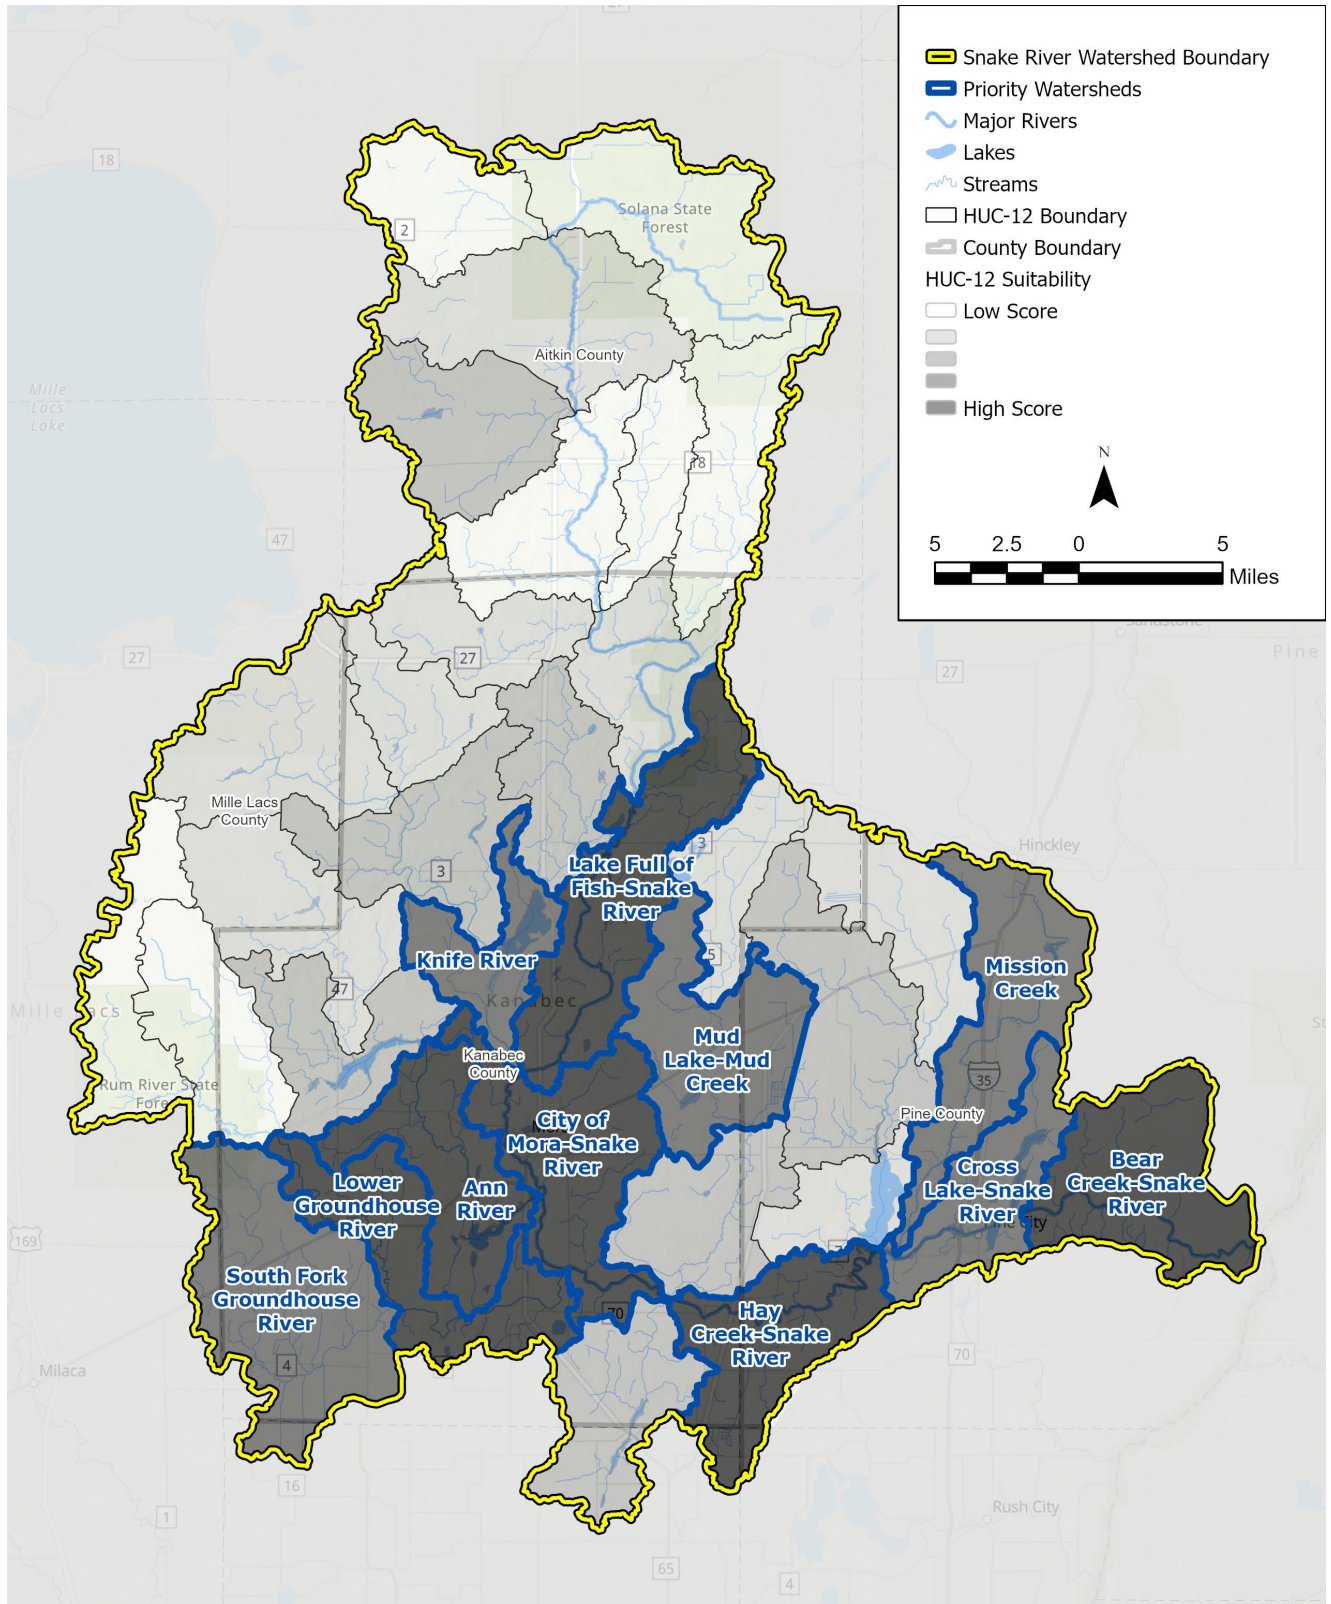 Snake River Watershed Boundary
Priority Watersheds
Major Rivers
Lakes
Streams
HUC-12 Boundary
County Boundary
HUC-12 Suitability
Low Score
High Score
N
5 2.5 0 5
Miles
18
2
Solana State
Forest
Aitkin County
Mille
Lacs
Lake
18
47
27
27
27
Sandstone
Pine
Mille Lacs
County
3
3
Hinckley
Lake Full of
Fish-Snake
River
Knife River
47
5
Kanabec
Mission
Creek
Mille Lacs
Mud
Lake-Mud
Creek
Kanabec
County
35
Rum River State
Pine County
City of
Mora-Snake
River
Lower
Groundhouse
River
Ann
River
Cross
Lake-Snake
River
Bear
Creek-Snake
River
169
South Fork
Groundhouse
River
70
Hay
Creek-Snake
River
4
70
Milaca
16
1
Rush City
65
4